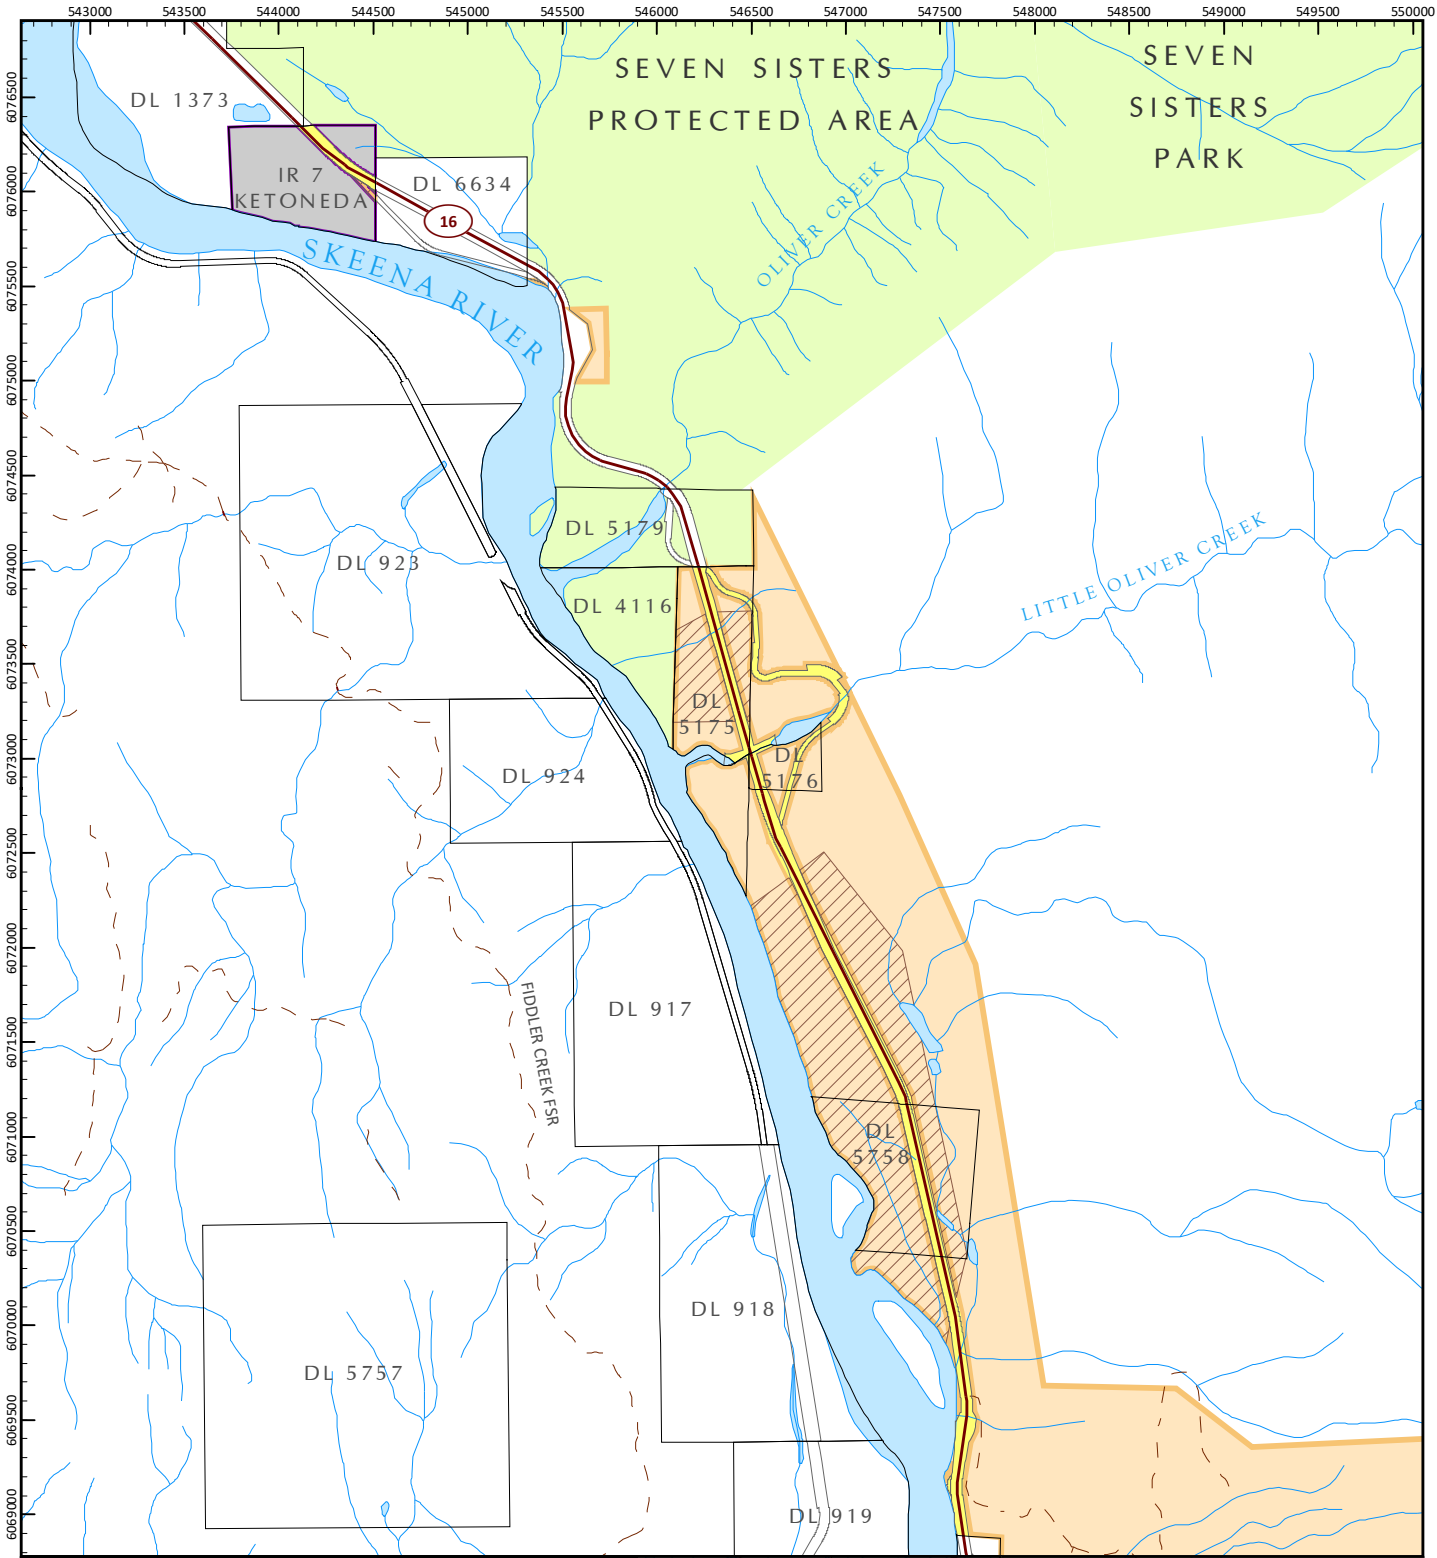 543000 543500 544000 544500 545000 545500 546000 546500 547000 547500 548000 548500 549000 549500 550000
SEVEN SISTERS
PROTECTED AREA
SEVEN
SISTERS
PARK
6076500
DL 1373
IR 7
KETONEDA
DL 6634
16
OLIVER CREEK
6076000
SKEENA RIVER
6075500
6075000
6074500
DL 5179
DL 923
LITTLE OLIVER CREEK
6074000
DL 4116
6073500
DL
5175
6073000
DL 924
DL
5176
6072500
6072000
FIDDLER CREEK FSR
DL 917
6071500
6071000
DL
5758
6070500
DL 918
6070000
DL 5757
6069500
DL 919
6069000